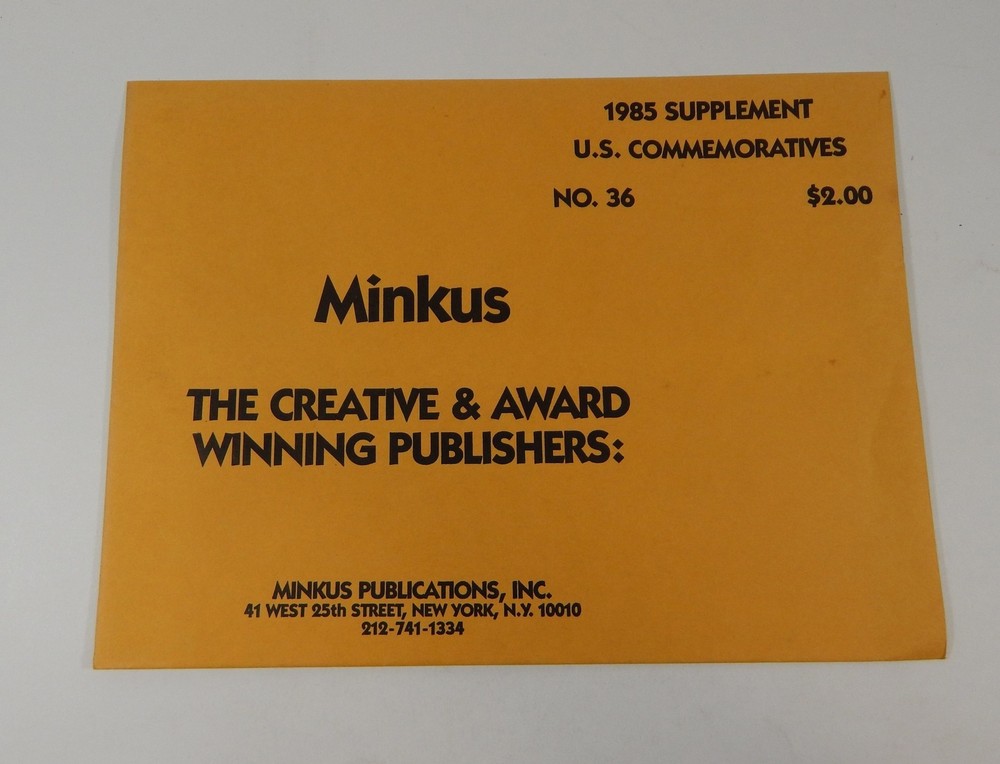 1985 SUPPLEMENT
U.S. COMMEMORATIVES
NO. 36 $2.00
Minkus
THE CREATIVE & AWARD
WINNING PUBLISHERS:
MINKUS PUBLICATIONS, INC.
41 WEST 25th STREET, NEW YORK, N.Y. 10010
212-741-1334